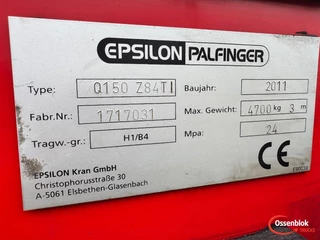 EPSILON PALFINGER
Type: Q150 Z84TI Baujahr: 2011
Fabr.Nr.: 1717031 Max. Gewicht: 4700 kg 3 m
Tragw.-gr.: H1/B4 Mpa: 24
EPSILON Kran GmbH
Christophorusstraße 30
A-5061 Elsbethen-Glasenbach
CE
Ossenblok